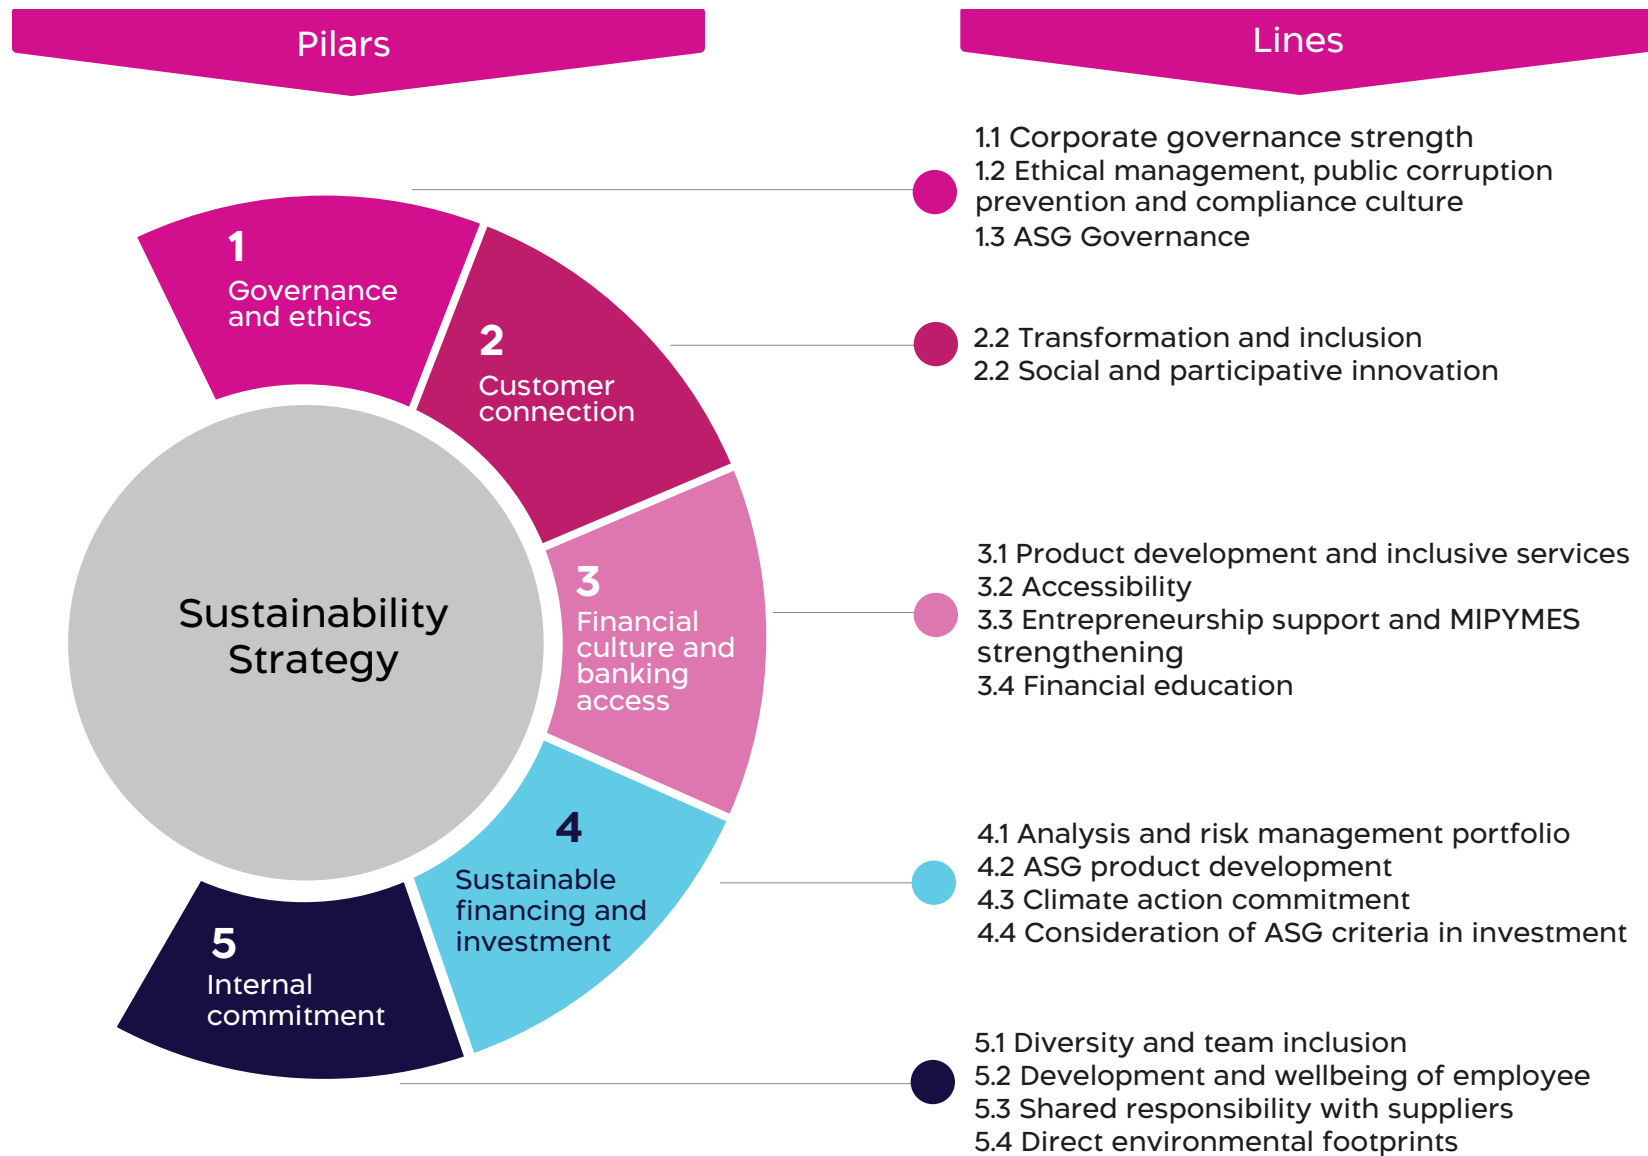 Pilars
Lines
1
Governance
and ethics
2
Customer
connection
3
Financial
culture and
banking
access
4
Sustainable
financing and
investment
5
Internal
commitment
Sustainability
Strategy
1.1 Corporate governance strength
1.2 Ethical management, public corruption
prevention and compliance culture
1.3 ASG Governance
2.2 Transformation and inclusion
2.2 Social and participative innovation
3.1 Product development and inclusive services
3.2 Accessibility
3.3 Entrepreneurship support and MIPYMES
strengthening
3.4 Financial education
4.1 Analysis and risk management portfolio
4.2 ASG product development
4.3 Climate action commitment
4.4 Consideration of ASG criteria in investment
5.1 Diversity and team inclusion
5.2 Development and wellbeing of employee
5.3 Shared responsibility with suppliers
5.4 Direct environmental footprints